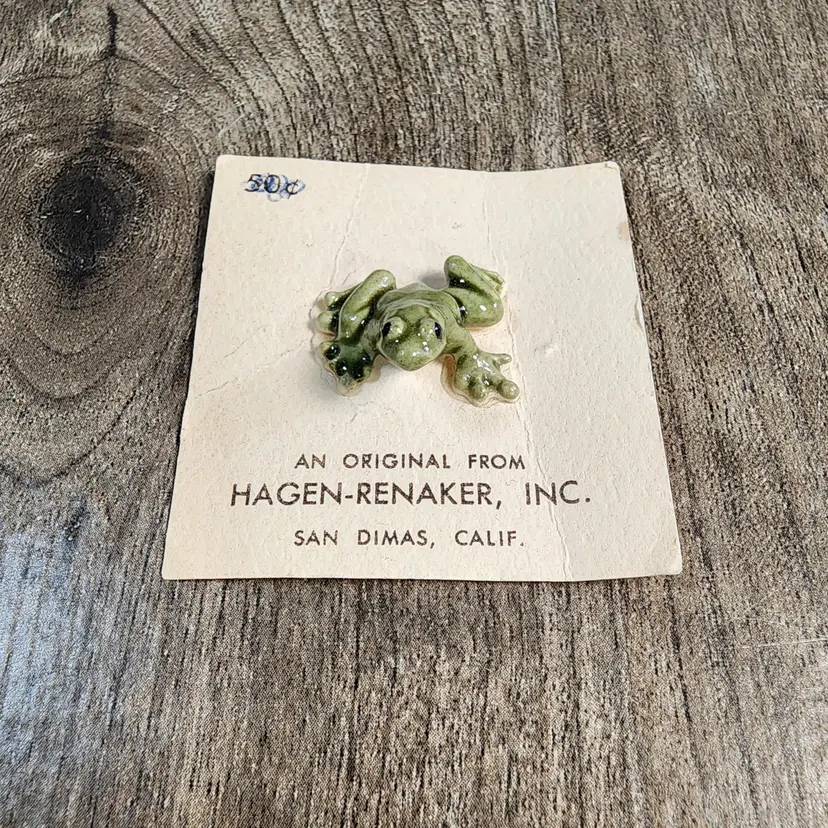 50¢
AN ORIGINAL FROM
HAGEN-RENAKER, INC.
SAN DIMAS, CALIF.